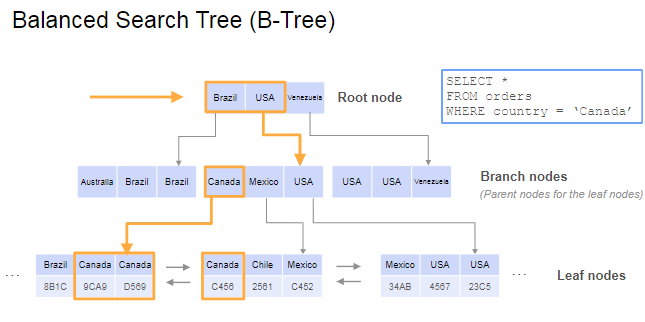 Balanced Search Tree (B-Tree)
Brazil USA Venezuela
Root node
SELECT *
FROM orders
WHERE country = ‘Canada’
Australia Brazil Brazil
Canada Mexico USA
USA USA Venezuela
Branch nodes
(Parent nodes for the leaf nodes)
...
Brazil Canada Canada
8B1C 9CA9 D569
Canada Chile Mexico
C456 2561 C452
Mexico USA USA
34AB 4567 23C5
...
Leaf nodes